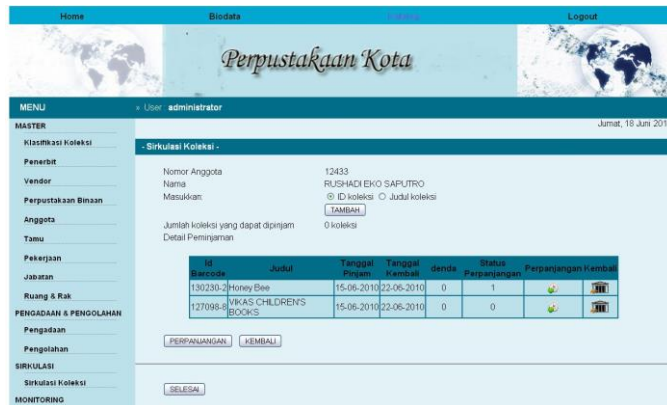 Home Biodata Logout
Perpustakaan Kota
MENU » User administrator
Jumat, 18 Juni 201
MASTER
Klasifikasi Koleksi
Penerbit
Vendor
Perpustakaan Binaan
Anggota
Tamu
Pekerjaan
Jabatan
Ruang & Rak
PENGADAAN & PENGOLAHAN
Pengadaan
Pengolahan
SIRKULASI
Sirkulasi Koleksi
MONITORING
- Sirkulasi Koleksi -
Nomor Anggota 12433
Nama RUSHADI EKO SAPUTRO
Masukkan: ID koleksi Judul koleksi
TAMBAH
Jumlah koleksi yang dapat dipinjam 0 koleksi
Detail Peminjaman
Id Barcode Judul Tanggal Pinjam Tanggal Kembali denda Status Perpanjangan Perpanjangan Kembali
130230-2 Honey Bee 15-06-2010 22-06-2010 0 1
127098-8 VIKAS CHILDREN'S BOOKS 15-06-2010 22-06-2010 0 0
PERPANJANGAN KEMBALI
SELESAI